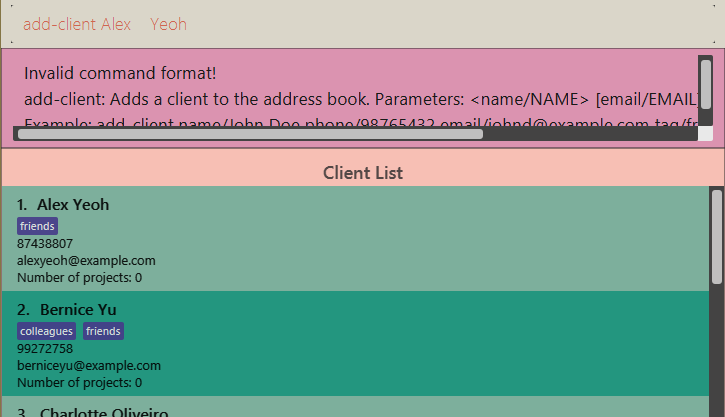 add-client Alex    Yeoh
Invalid command format!
add-client: Adds a client to the address book. Parameters: <name/NAME> [email/EMAIL]
Example: add-client name/John Doe phone/98765432 email/johnd@example.com tag/fr
Client List
1. Alex Yeoh
friends
87438807
alexyeoh@example.com
Number of projects: 0
2. Bernice Yu
colleagues friends
99272758
berniceyu@example.com
Number of projects: 0
3. Charlotte Oliveiro